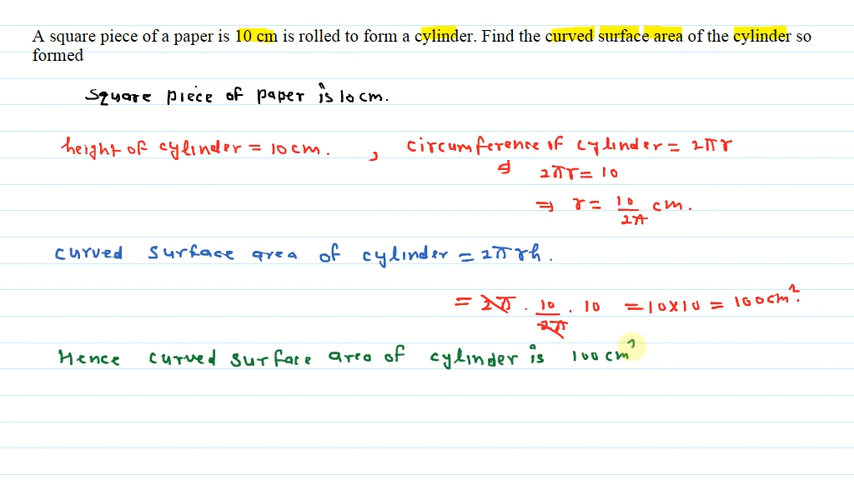 A square piece of a paper is 10 cm is rolled to form a cylinder. Find the curved surface area of the cylinder so
formed
square piece of paper is 10 cm.
height of cylinder = 10 cm. , circumference of cylinder = 2πr
⇒ 2πr = 10
⇒ r = 10/2π cm.
curved surface area of cylinder = 2πrh.
= 2π · 10/2π · 10 = 10×10 = 100 cm².
Hence curved surface area of cylinder is 100 cm²